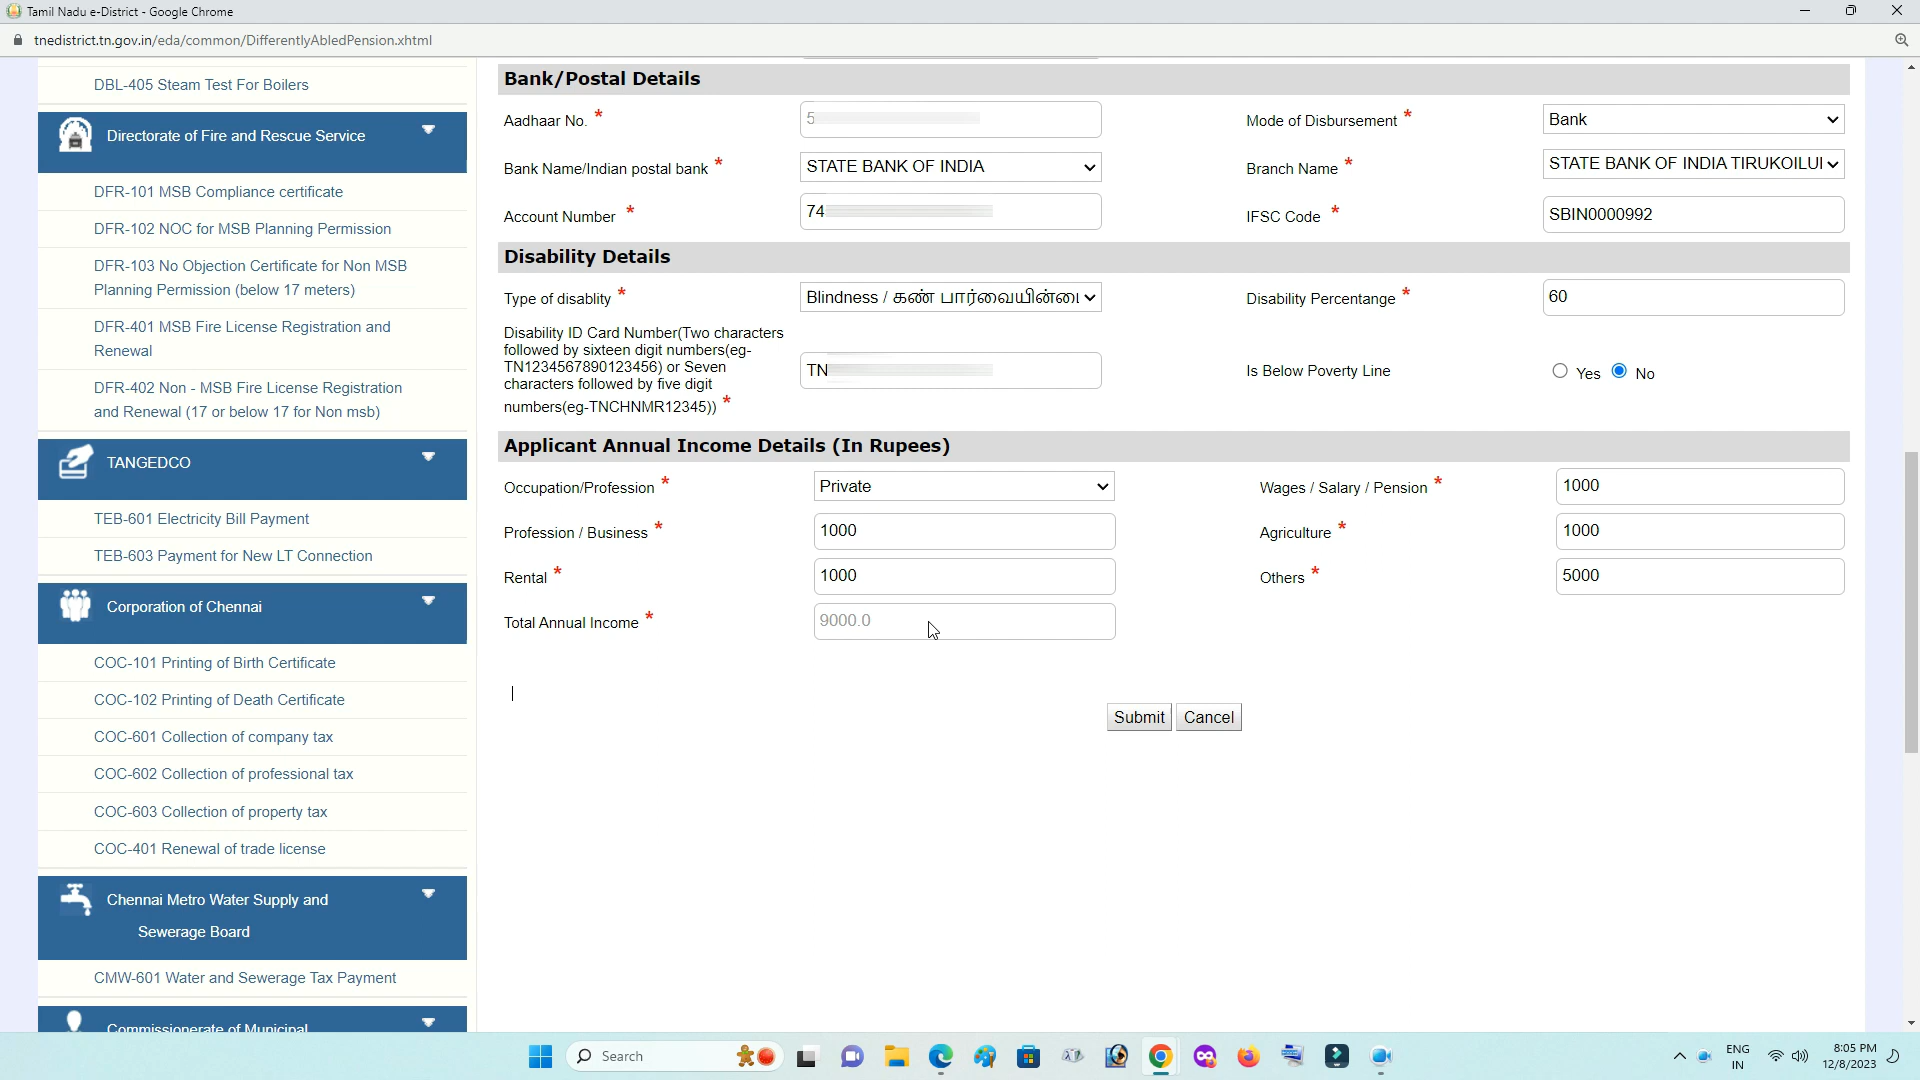 Tamil Nadu e-District - Google Chrome
tnedistrict.tn.gov.in/eda/common/DifferentlyAbledPension.xhtml
DBL-405 Steam Test For Boilers
Directorate of Fire and Rescue Service
DFR-101 MSB Compliance certificate
DFR-102 NOC for MSB Planning Permission
DFR-103 No Objection Certificate for Non MSB
Planning Permission (below 17 meters)
DFR-401 MSB Fire License Registration and
Renewal
DFR-402 Non - MSB Fire License Registration
and Renewal (17 or below 17 for Non msb)
TANGEDCO
TEB-601 Electricity Bill Payment
TEB-603 Payment for New LT Connection
Corporation of Chennai
COC-101 Printing of Birth Certificate
COC-102 Printing of Death Certificate
COC-601 Collection of company tax
COC-602 Collection of professional tax
COC-603 Collection of property tax
COC-401 Renewal of trade license
Chennai Metro Water Supply and
Sewerage Board
CMW-601 Water and Sewerage Tax Payment
Commissionerate of Municipal
Bank/Postal Details
Aadhaar No. * 5 Mode of Disbursement * Bank
Bank Name/Indian postal bank * STATE BANK OF INDIA Branch Name * STATE BANK OF INDIA TIRUKOILUI
Account Number * 74 IFSC Code * SBIN0000992
Disability Details
Type of disablity * Blindness / கண் பார்வையின்மை Disability Percentange * 60
Disability ID Card Number(Two characters
followed by sixteen digit numbers(eg-
TN1234567890123456) or Seven
characters followed by five digit
numbers(eg-TNCHNMR12345)) *
TN Is Below Poverty Line Yes No
Applicant Annual Income Details (In Rupees)
Occupation/Profession * Private Wages / Salary / Pension * 1000
Profession / Business * 1000 Agriculture * 1000
Rental * 1000 Others * 5000
Total Annual Income * 9000.0
Submit Cancel
Search
ENG
IN
8:05 PM
12/8/2023